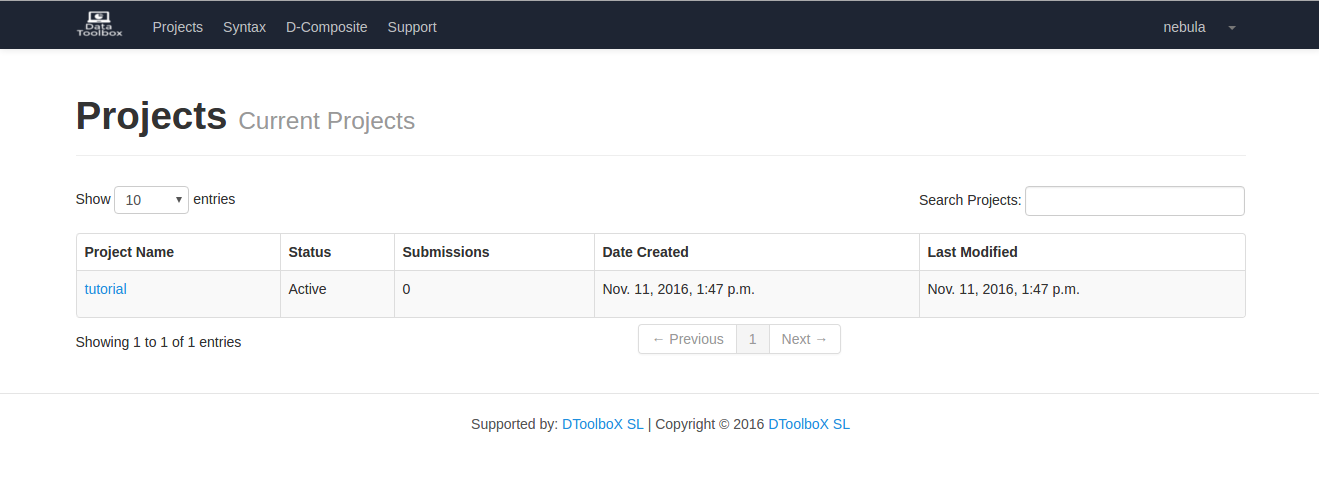 Data
Toolbox
Projects Syntax D-Composite Support nebula
Projects Current Projects
Show 10 entries Search Projects:
Project Name Status Submissions Date Created Last Modified
tutorial Active 0 Nov. 11, 2016, 1:47 p.m. Nov. 11, 2016, 1:47 p.m.
Showing 1 to 1 of 1 entries ← Previous 1 Next →
Supported by: DToolboX SL | Copyright © 2016 DToolboX SL